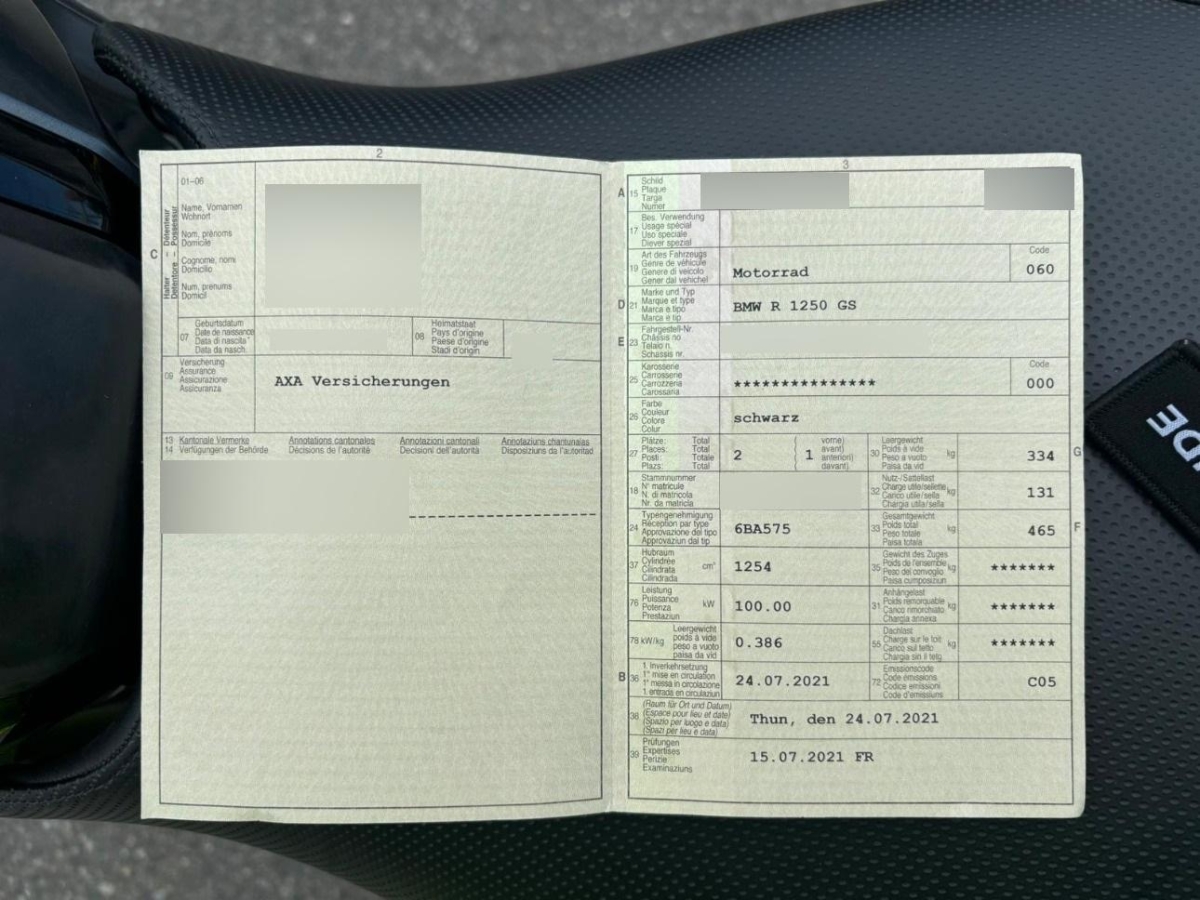 2
01-06
C
Halter – Détenteur
Detentore – Possessur
Name, Vornamen
Wohnort
Nom, prénoms
Domicile
Cognome, nomi
Domicilio
Num, prenums
Domicil
07
Geburtsdatum
Date de naissance
Data di nascita
Data da nasch.
08
Heimatstaat
Pays d'origine
Paese d'origine
Stadi d'origin
09
Versicherung
Assurance
Assicurazione
Assicuranza
AXA Versicherungen
13 Kantonale Vermerke Annotations cantonales Annotazioni cantonali Annotaziuns chantunalas
14 Verfügungen der Behörde Décisions de l'autorité Decisioni dell'autorità Disposiziuns da l'autoritad
3
A 15
Schild
Plaque
Targa
Numer
17
Bes. Verwendung
Usage spécial
Uso speciale
Diever spezial
19
Art des Fahrzeugs
Genre de véhicule
Genere di veicolo
Gener dal vehichel
Motorrad
Code
060
D 21
Marke und Typ
Marque et type
Marca e tipo
Marca e tip
BMW R 1250 GS
E 23
Fahrgestell-Nr.
Châssis no
Telaio n.
Schassis nr.
25
Karosserie
Carrosserie
Carrozzeria
Carossaria
***************
Code
000
26
Farbe
Couleur
Colore
Colur
schwarz
27
Plätze: Total
Places: Total
Posti: Totale
Plazs: Total
2
( vorne)
avant)
anteriori)
( davant)
1
30
Leergewicht
Poids à vide
Peso a vuoto
Paisa da vid
kg
334
G
18
Stammnummer
N° matricule
N. di matricola
Nr. da matricla
32
Nutz-/Sattellast
Charge utile/sellette
Carico utile/sella
Chargia utila/sella
kg
131
24
Typengenehmigung
Réception par type
Approvazione del tipo
Approvaziun dal tip
6BA575
33
Gesamtgewicht
Poids total
Peso totale
Paisa totala
kg
465
F
37
Hubraum
Cylindrée
Cilindrata
Cilindrada
cm³
1254
35
Gewicht des Zuges
Poids de l'ensemble
Peso del convoglio
Paisa cumposiziun
kg
*******
76
Leistung
Puissance
Potenza
Prestaziun
kW
100.00
31
Anhängelast
Poids remorquable
Carico rimorchiato
Chargia annexa
kg
*******
78 kW/kg
Leergewicht
poids à vide
peso a vuoto
paisa da vid
0.386
55
Dachlast
Charge sur le toit
Carico sul tetto
Chargia sin il tetg
kg
*******
B 36
1. Inverkehrsetzung
1re mise en circulation
1a messa in circolazione
1. entrada en circulaziun
24.07.2021
72
Emissionscode
Code émissions
Codice emissioni
Code d'emissiuns
C05
38
(Raum für Ort und Datum)
(Espace pour lieu et date)
(Spazio per luogo e data)
(Spazi per lieu e data)
Thun, den 24.07.2021
39
Prüfungen
Expertises
Perizie
Examinaziuns
15.07.2021 FR